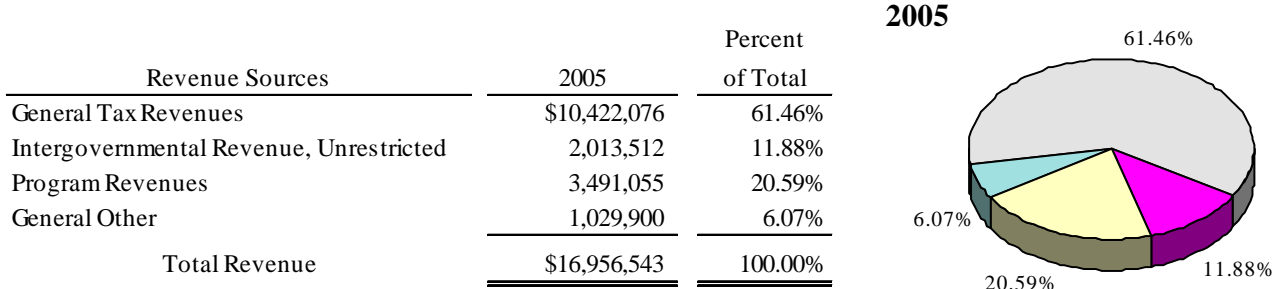 2005
Percent
Revenue Sources 2005 of Total
General Tax Revenues $10,422,076 61.46%
Intergovernmental Revenue, Unrestricted 2,013,512 11.88%
Program Revenues 3,491,055 20.59%
General Other 1,029,900 6.07%
Total Revenue $16,956,543 100.00%
61.46%
6.07%
11.88%
20.59%